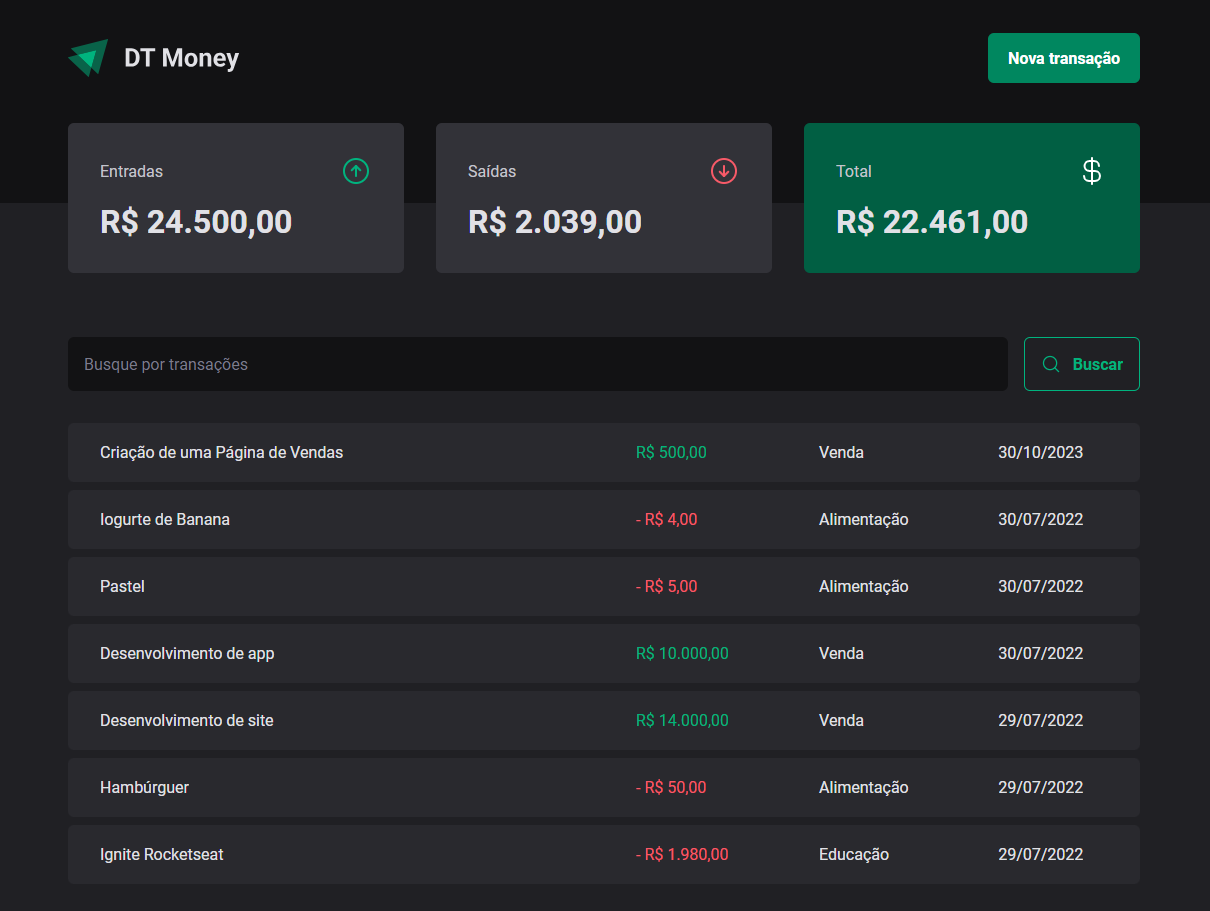 DT Money
Nova transação
Entradas
R$ 24.500,00
Saídas
R$ 2.039,00
Total
R$ 22.461,00
Busque por transações
Buscar
Criação de uma Página de Vendas R$ 500,00 Venda 30/10/2023
Iogurte de Banana - R$ 4,00 Alimentação 30/07/2022
Pastel - R$ 5,00 Alimentação 30/07/2022
Desenvolvimento de app R$ 10.000,00 Venda 30/07/2022
Desenvolvimento de site R$ 14.000,00 Venda 29/07/2022
Hambúrguer - R$ 50,00 Alimentação 29/07/2022
Ignite Rocketseat - R$ 1.980,00 Educação 29/07/2022